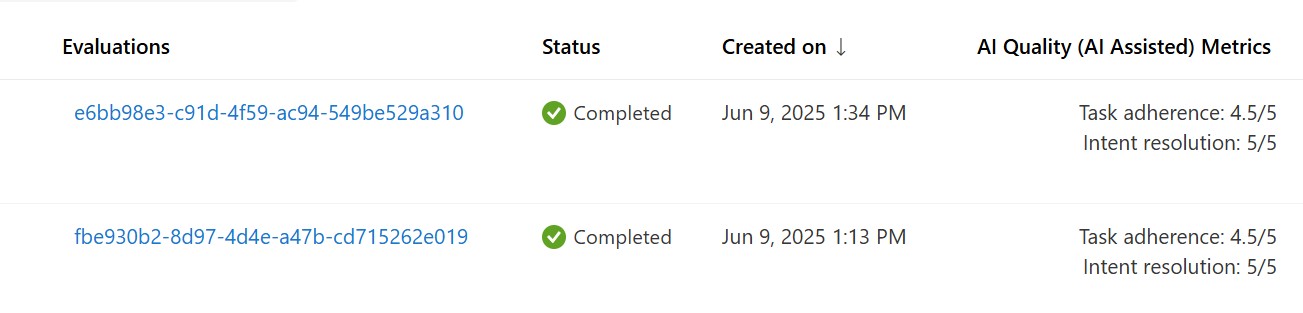 Evaluations Status Created on ↓ AI Quality (AI Assisted) Metrics
e6bb98e3-c91d-4f59-ac94-549be529a310 Completed Jun 9, 2025 1:34 PM Task adherence: 4.5/5
Intent resolution: 5/5
fbe930b2-8d97-4d4e-a47b-cd715262e019 Completed Jun 9, 2025 1:13 PM Task adherence: 4.5/5
Intent resolution: 5/5